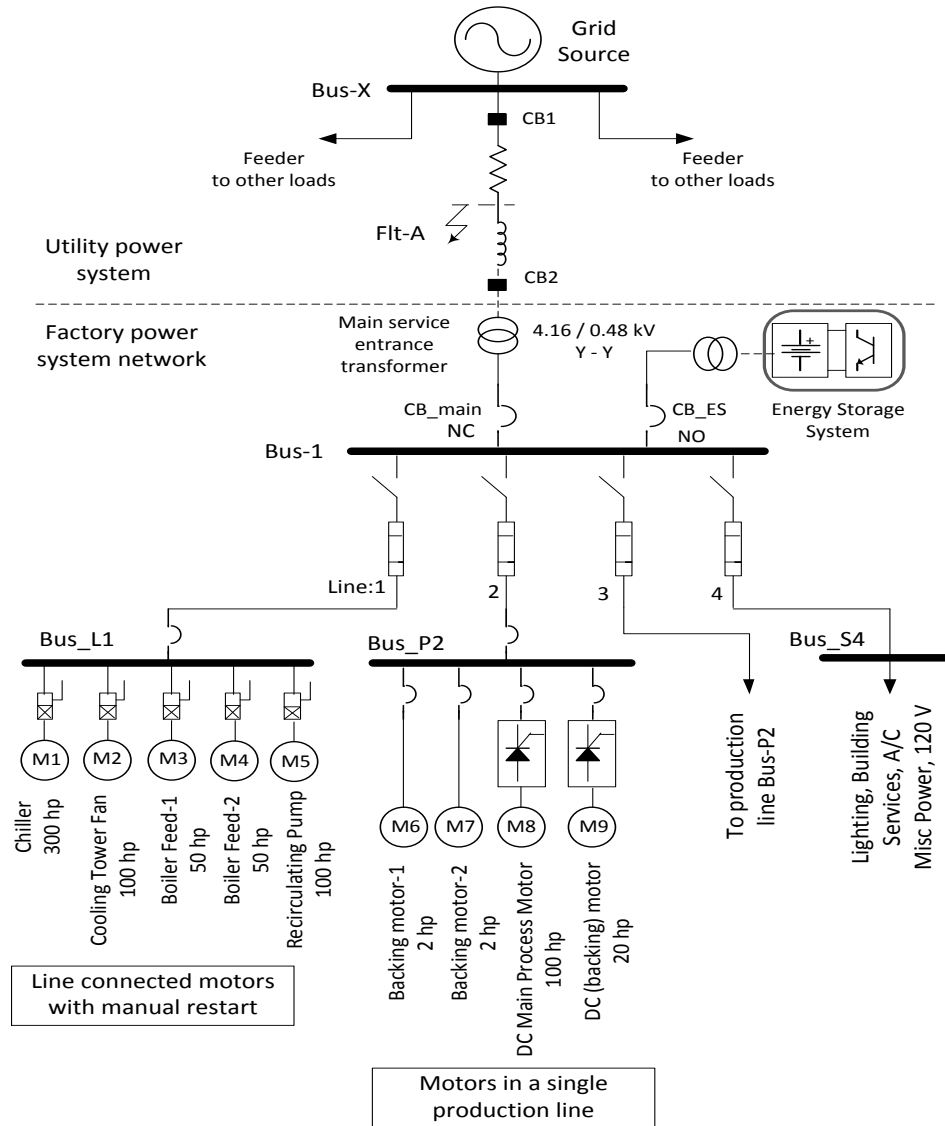 Grid
Source
Bus-X
CB1
Feeder
to other loads
Feeder
to other loads
Flt-A
Utility power
system
CB2
Factory power
system network
Main service
entrance
transformer
4.16 / 0.48 kV
Y - Y
+
CB_main
NC
CB_ES
NO
Energy Storage
System
Bus-1
Line:1
2
3
4
Bus_L1
Bus_P2
Bus_S4
M1
M2
M3
M4
M5
M6
M7
M8
M9
Chiller
300 hp
Cooling Tower Fan
100 hp
Boiler Feed-1
50 hp
Boiler Feed-2
50 hp
Recirculating Pump
100 hp
Backing motor-1
2 hp
Backing motor-2
2 hp
DC Main Process Motor
100 hp
DC (backing) motor
20 hp
To production
line Bus-P2
Lighting, Building
Services, A/C
Misc Power, 120 V
Line connected motors
with manual restart
Motors in a single
production line